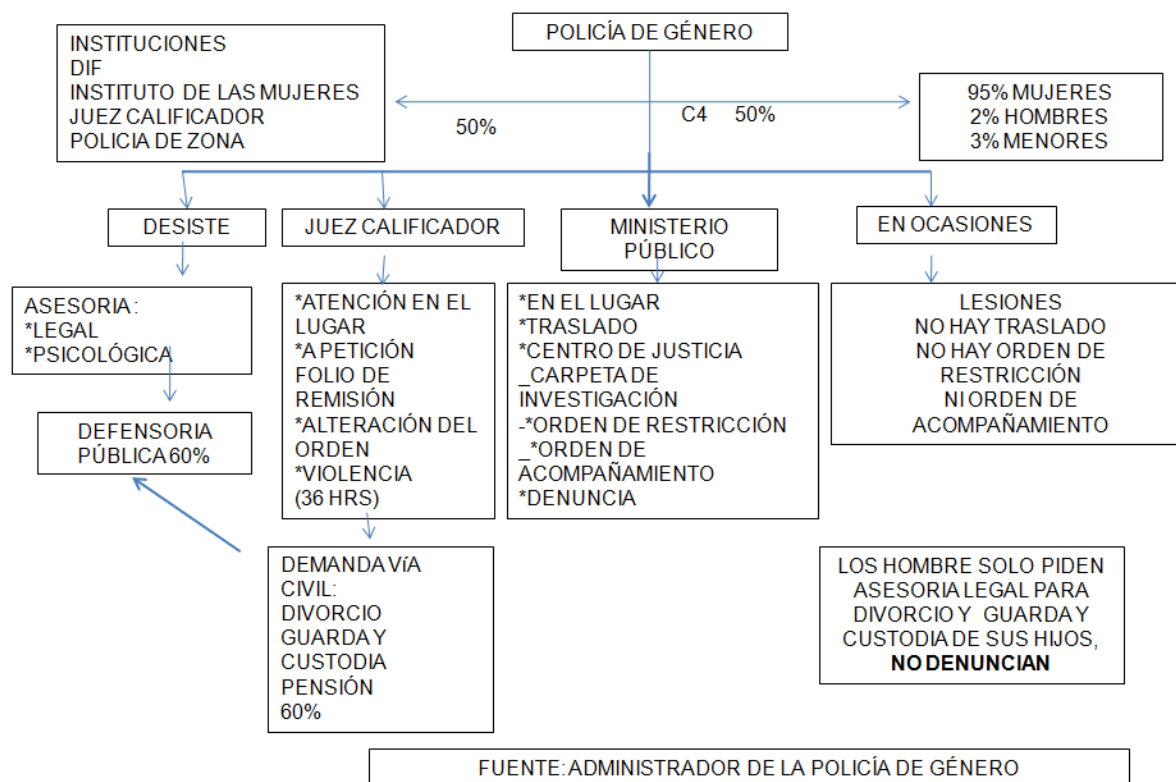 POLICÍA DE GÉNERO
INSTITUCIONES
DIF
INSTITUTO DE LAS MUJERES
JUEZ CALIFICADOR
POLICIA DE ZONA
50%
C4 50%
95% MUJERES
2% HOMBRES
3% MENORES
DESISTE
JUEZ CALIFICADOR
MINISTERIO
PÚBLICO
EN OCASIONES
ASESORIA:
*LEGAL
*PSICOLÓGICA
DEFENSORIA
PÚBLICA 60%
*ATENCIÓN EN EL
LUGAR
*A PETICIÓN
FOLIO DE
REMISIÓN
*ALTERACIÓN DEL
ORDEN
*VIOLENCIA
(36 HRS)
*EN EL LUGAR
*TRASLADO
*CENTRO DE JUSTICIA
_CARPETA DE
INVESTIGACIÓN
-*ORDEN DE RESTRICCIÓN
_*ORDEN DE
ACOMPAÑAMIENTO
*DENUNCIA
LESIONES
NO HAY TRASLADO
NO HAY ORDEN DE
RESTRICCIÓN
NI ORDEN DE
ACOMPAÑAMIENTO
DEMANDA VíA
CIVIL:
DIVORCIO
GUARDA Y
CUSTODIA
PENSIÓN
60%
LOS HOMBRE SOLO PIDEN
ASESORIA LEGAL PARA
DIVORCIO Y GUARDA Y
CUSTODIA DE SUS HIJOS,
NO DENUNCIAN
FUENTE: ADMINISTRADOR DE LA POLICÍA DE GÉNERO